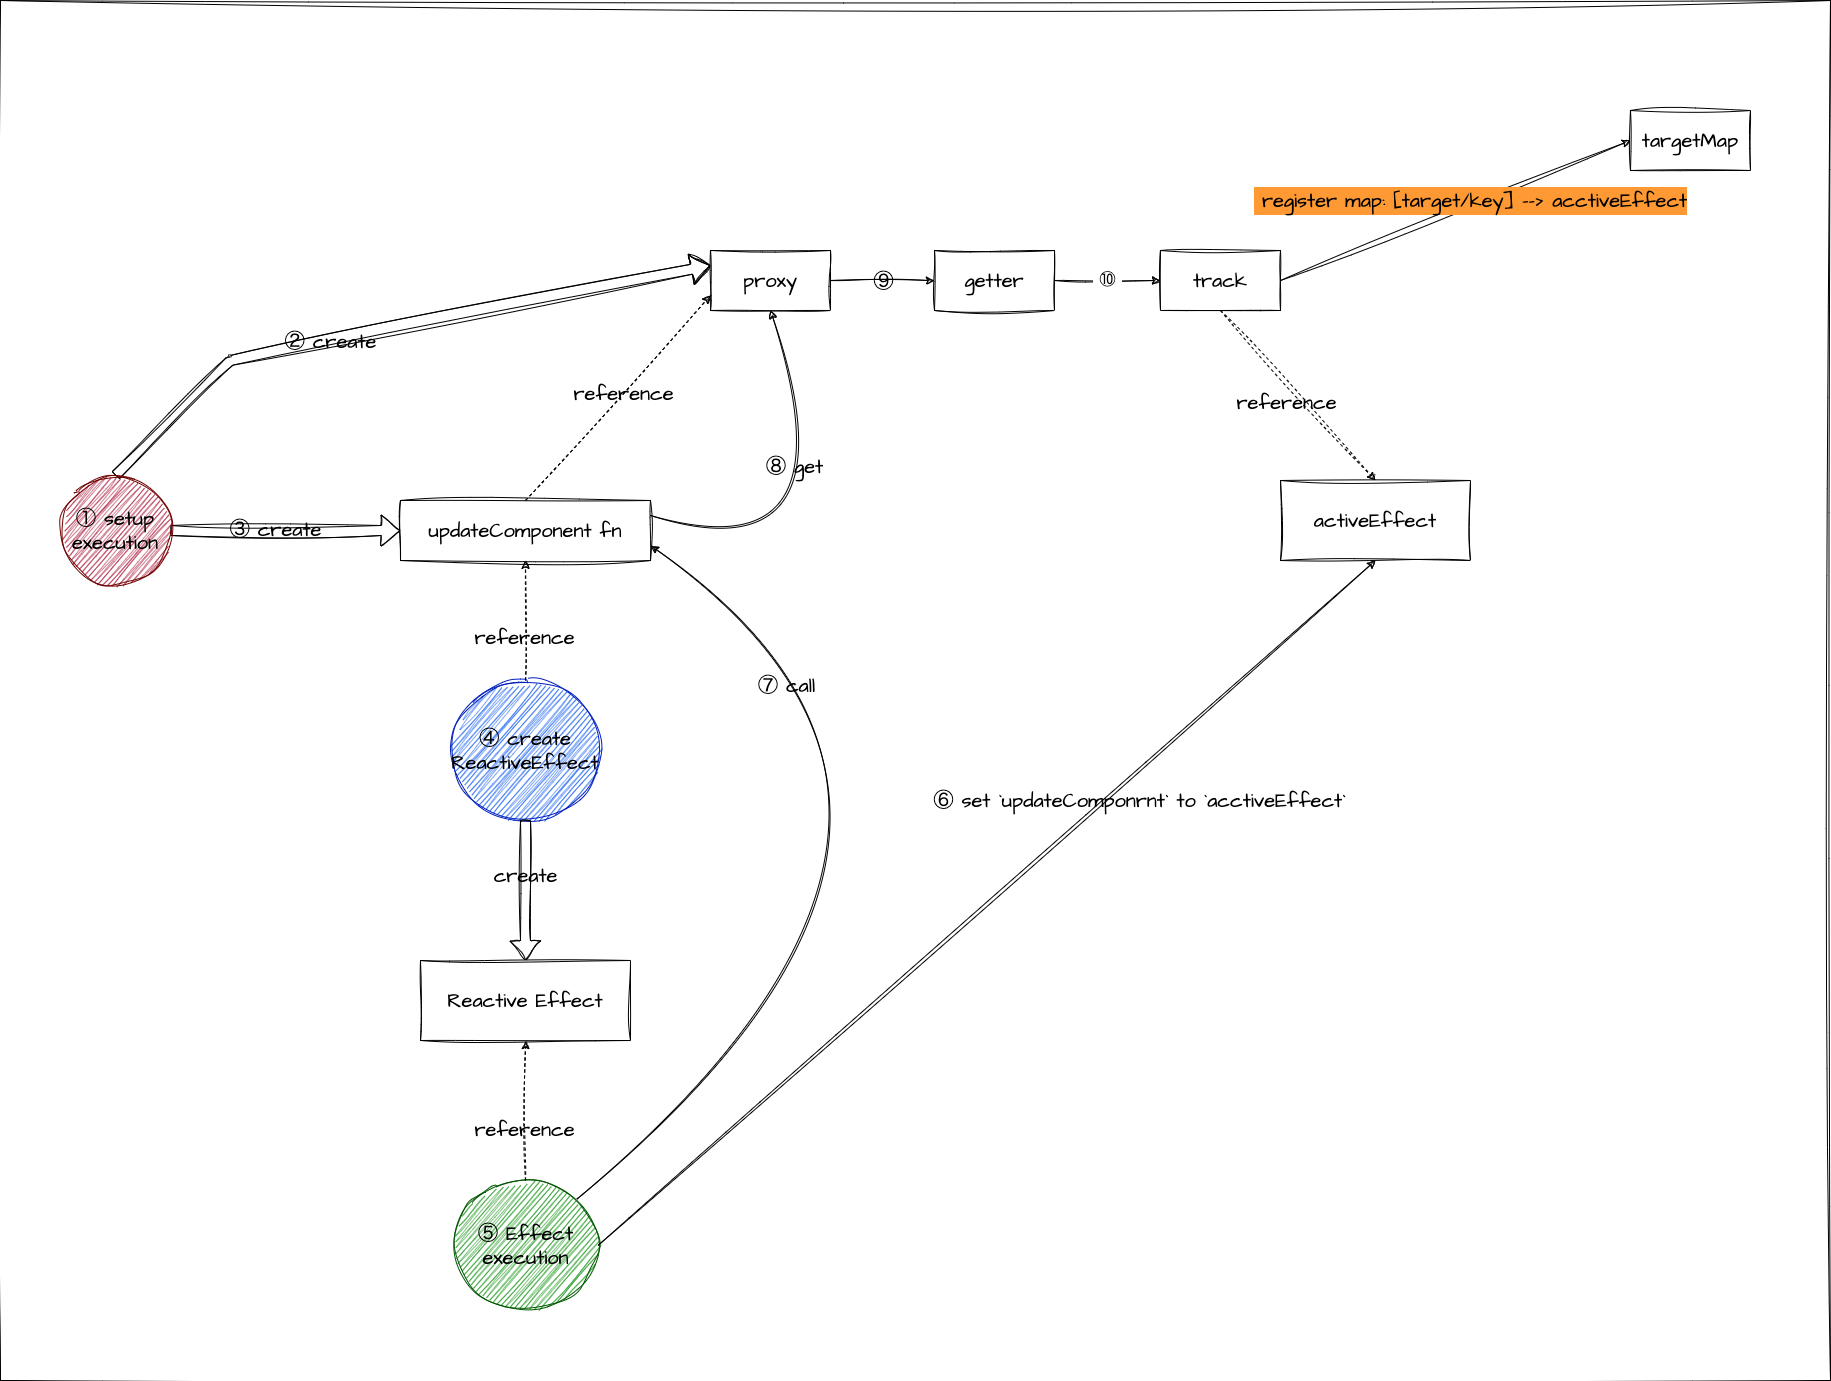 targetMap
register map: [target/key] --> acctiveEffect
proxy
⑨
getter
⑩
track
② create
reference
reference
⑧ get
① setup
execution
③ create
updateComponent fn
activeEffect
reference
⑦ call
④ create
ReactiveEffect
⑥ set `updateComponrnt` to `acctiveEffect`
create
Reactive Effect
reference
⑤ Effect
execution